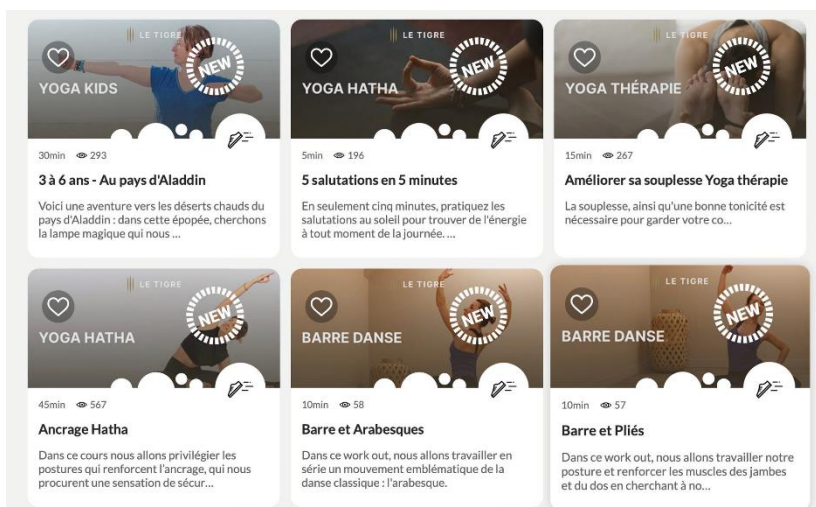 LE TIGRE
NEW
YOGA KIDS
30min 293
3 à 6 ans - Au pays d'Aladdin
Voici une aventure vers les déserts chauds du
pays d'Aladdin : dans cette épopée, cherchons
la lampe magique qui nous ...
LE TIGRE
NEW
YOGA HATHA
5min 196
5 salutations en 5 minutes
En seulement cinq minutes, pratiquez les
salutations au soleil pour trouver de l'énergie
à tout moment de la journée. ...
LE TIGRE
NEW
YOGA THÉRAPIE
15min 267
Améliorer sa souplesse Yoga thérapie
La souplesse, ainsi qu'une bonne tonicité est
nécessaire pour garder votre co...
LE TIGRE
NEW
YOGA HATHA
45min 567
Ancrage Hatha
Dans ce cours nous allons privilégier les
postures qui renforcent l'ancrage, qui nous
procurent une sensation de sécur...
LE TIGRE
NEW
BARRE DANSE
10min 58
Barre et Arabesques
Dans ce work out, nous allons travailler en
série un mouvement emblématique de la
danse classique : l'arabesque.
LE TIGRE
NEW
BARRE DANSE
10min 57
Barre et Pliés
Dans ce work out, nous allons travailler notre
posture et renforcer les muscles des jambes
et du dos en cherchant à no...